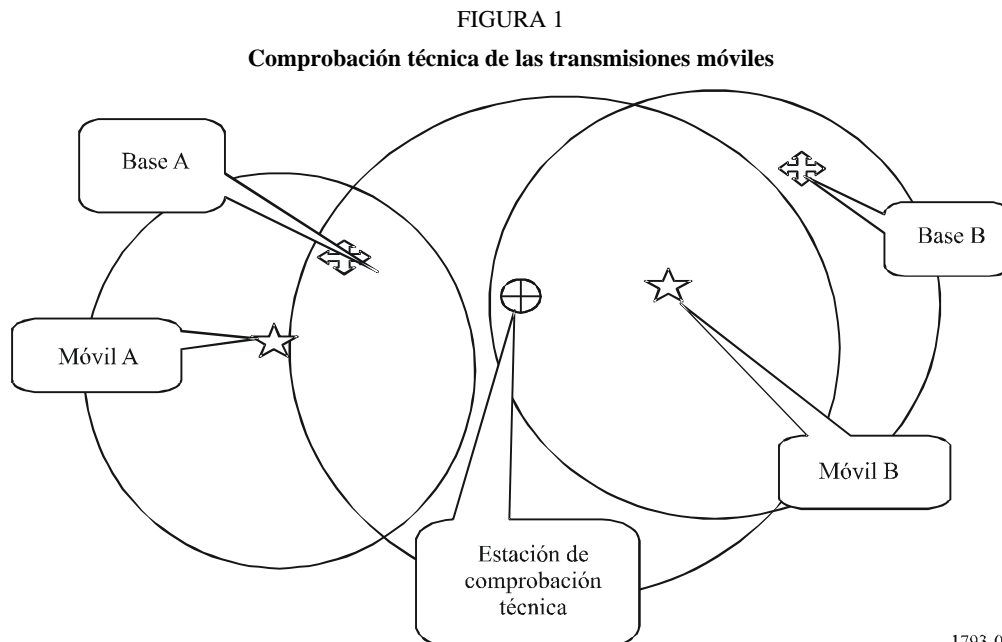 FIGURA 1
Comprobación técnica de las transmisiones móviles
Base A
Base B
Móvil A
Móvil B
Estación de
comprobación
técnica